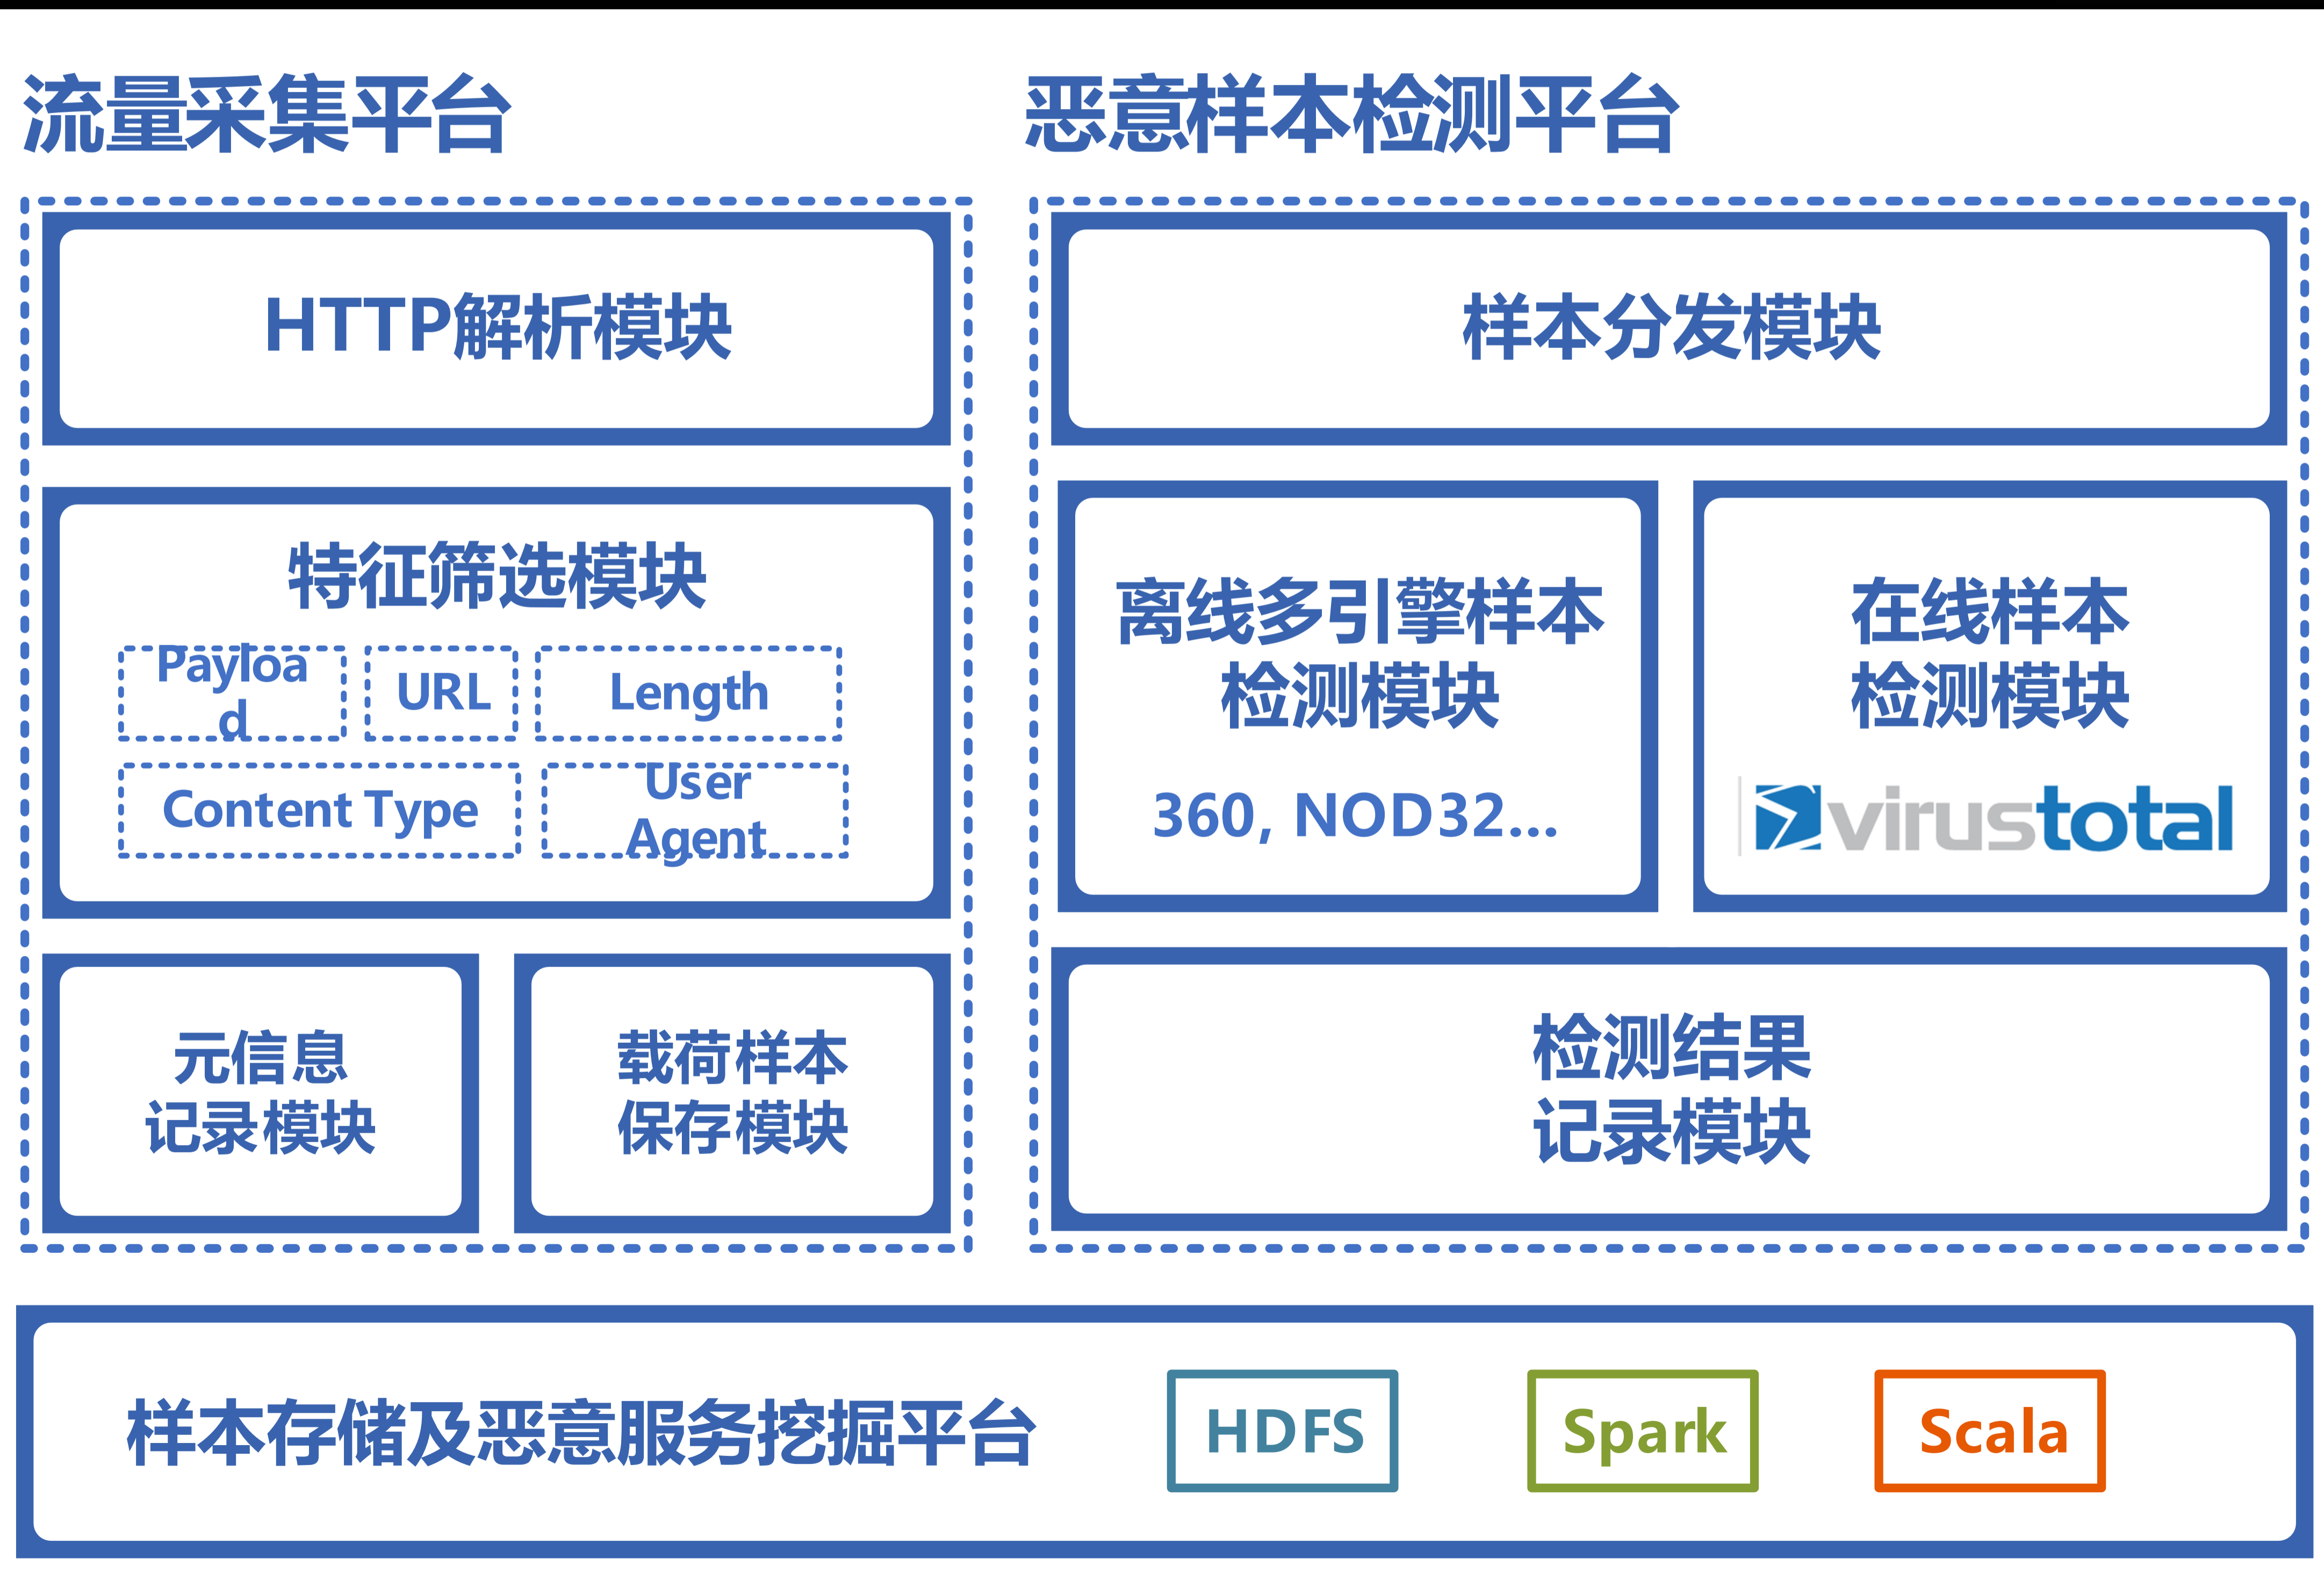 流量采集平台
HTTP解析模块
特征筛选模块
Payloa
d
URL
Length
Content Type
User
Agent
元信息
记录模块
载荷样本
保存模块
恶意样本检测平台
样本分发模块
离线多引擎样本
检测模块
360, NOD32...
在线样本
检测模块
virustotal
检测结果
记录模块
样本存储及恶意服务挖掘平台
HDFS
Spark
Scala